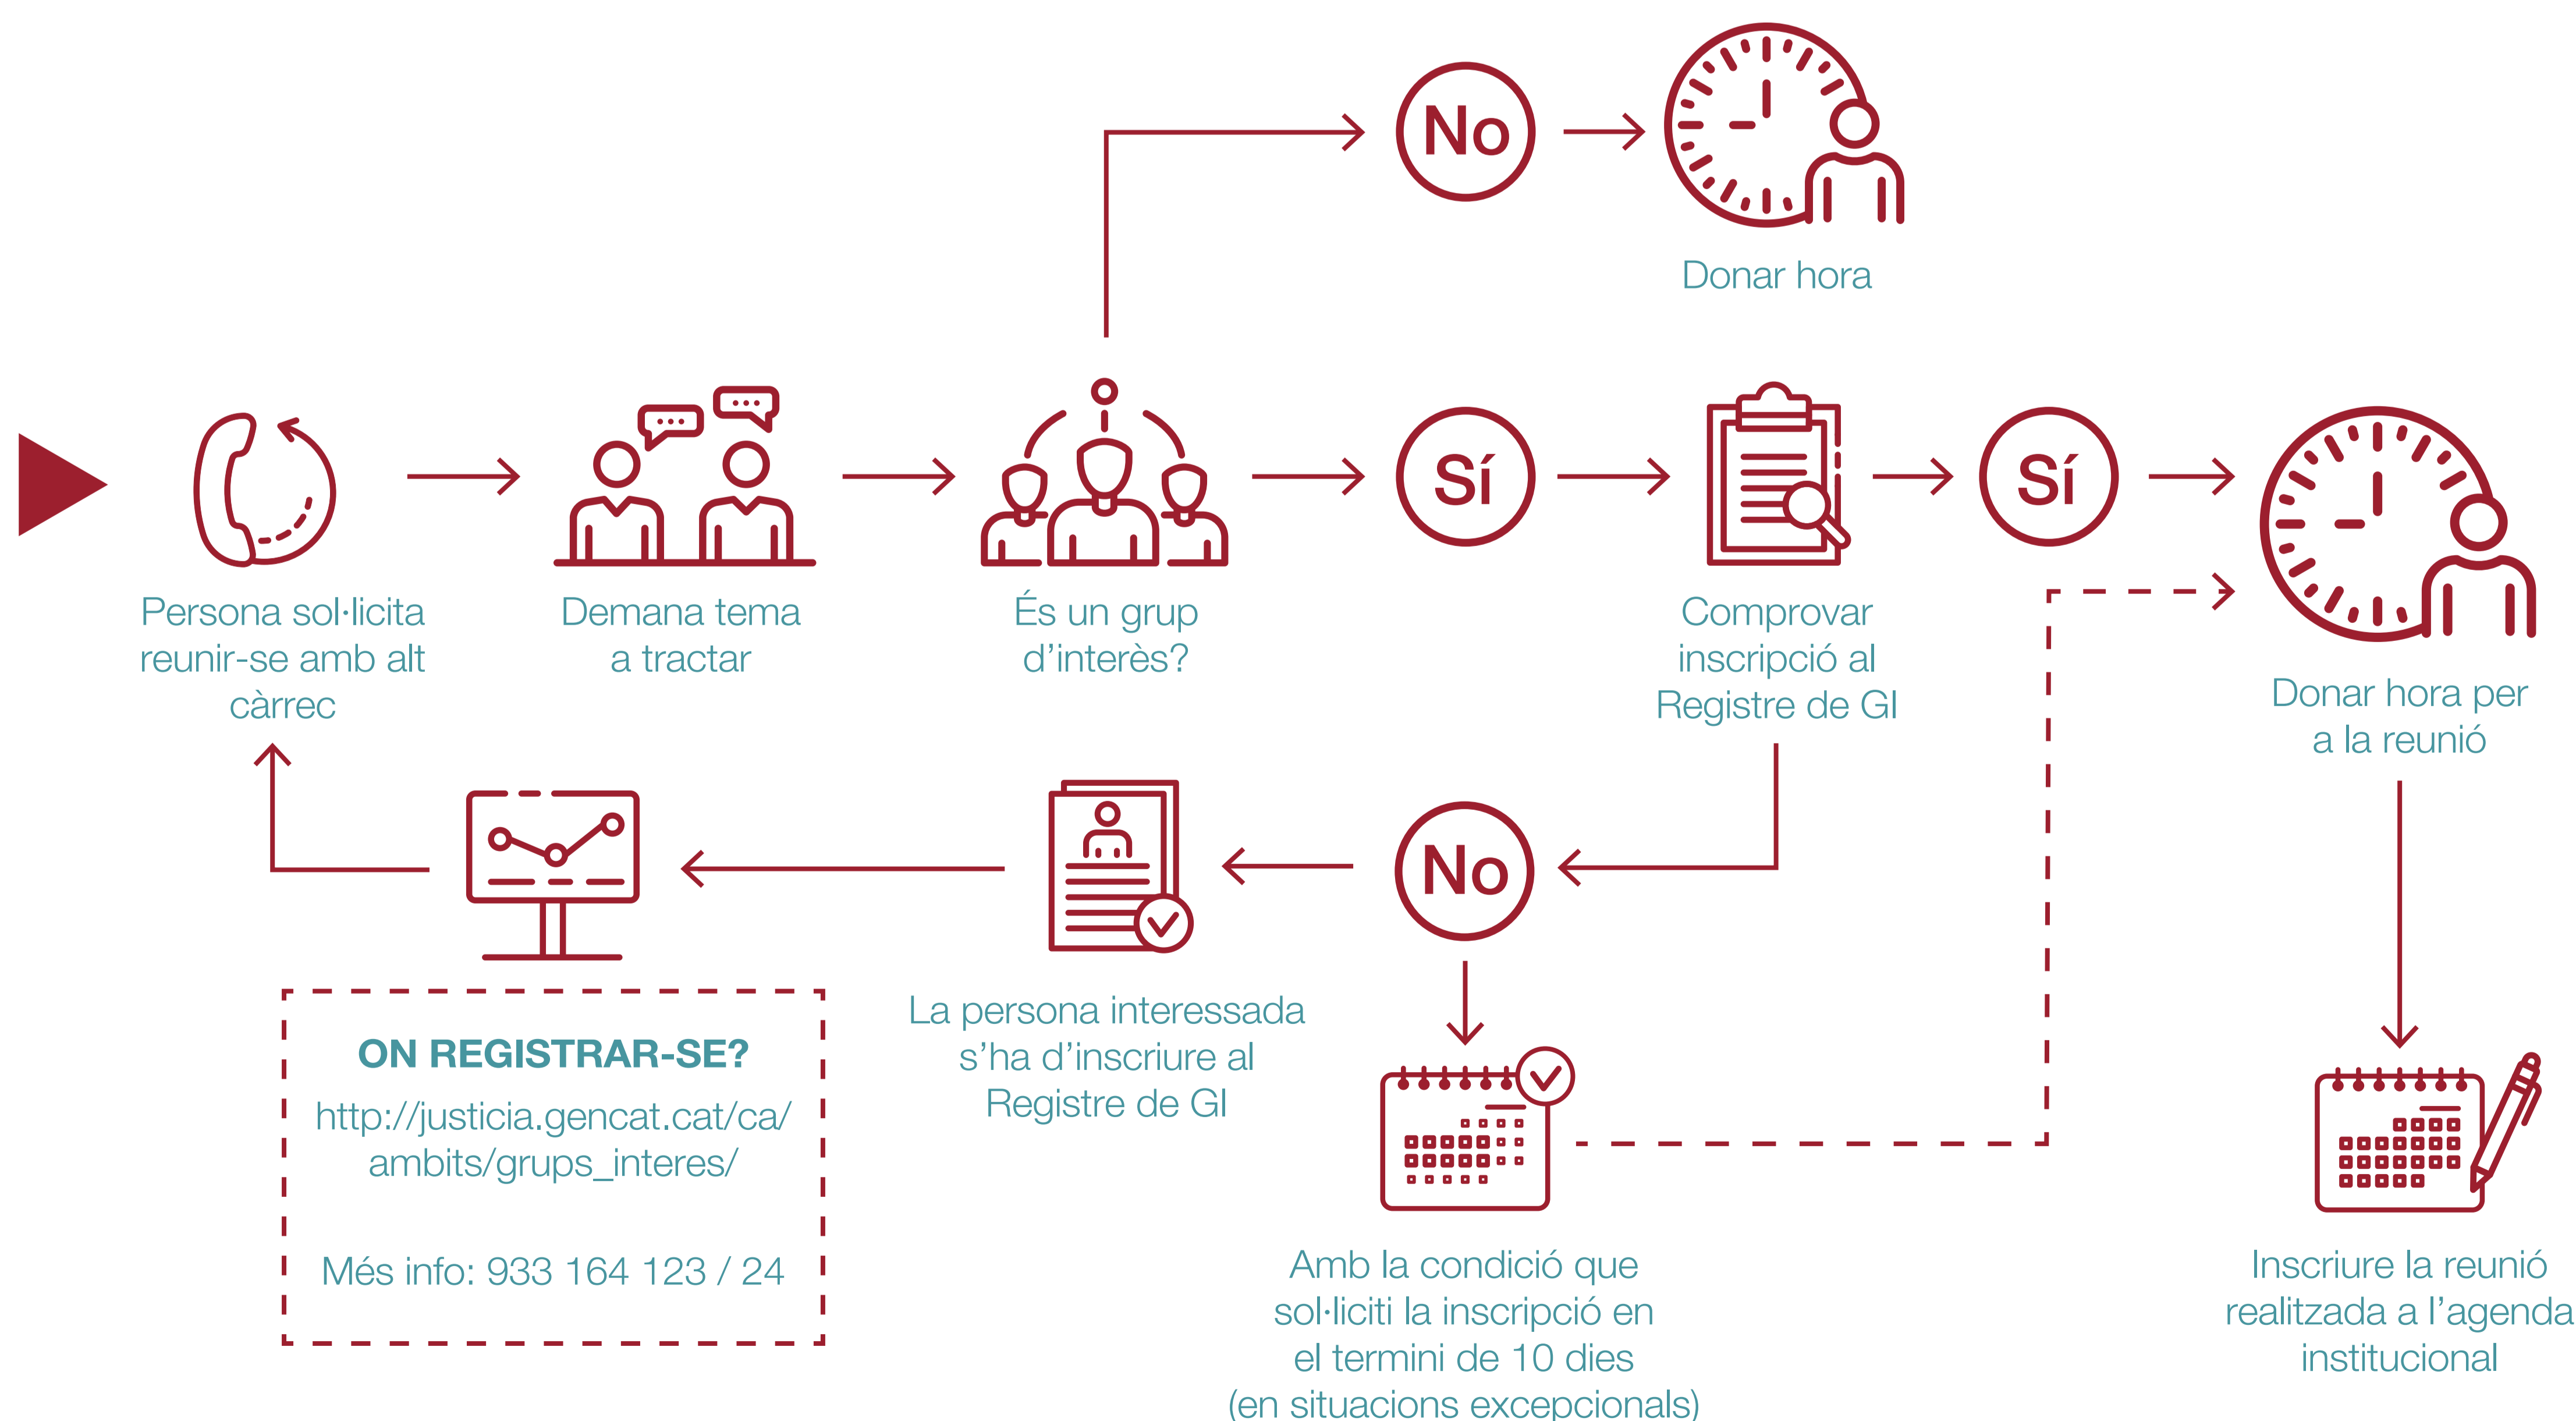 No
Donar hora
Sí
Sí
Persona sol·licita
reunir-se amb alt
càrrec
Demana tema
a tractar
És un grup
d’interès?
Comprovar
inscripció al
Registre de GI
Donar hora per
a la reunió
No
La persona interessada
s’ha d’inscriure al
Registre de GI
ON REGISTRAR-SE?
http://justicia.gencat.cat/ca/
ambits/grups_interes/
Més info: 933 164 123 / 24
Amb la condició que
sol·liciti la inscripció en
el termini de 10 dies
(en situacions excepcionals)
Inscriure la reunió
realitzada a l’agenda
institucional